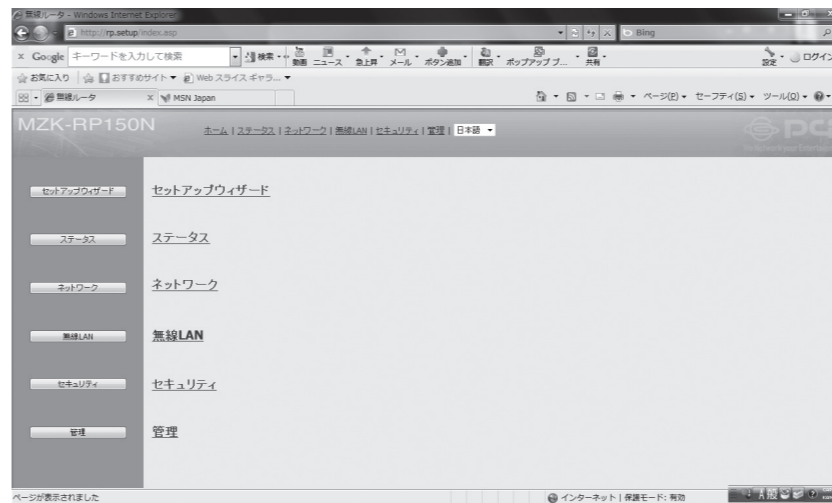 無線ルータ - Windows Internet Explorer
http://rp.setup/index.asp
Bing
x Google キーワードを入力して検索 検索 動画 ニュース 急上昇 メール ボタン追加 翻訳 ポップアップ ブ... 共有 設定 ログイン
お気に入り おすすめサイト Web スライス ギャラ...
無線ルータ x MSN Japan ページ(P) セーフティ(S) ツール(O)
MZK-RP150N ホーム | ステータス | ネットワーク | 無線LAN | セキュリティ | 管理 | 日本語
セットアップウィザード セットアップウィザード
ステータス ステータス
ネットワーク ネットワーク
無線LAN 無線LAN
セキュリティ セキュリティ
管理 管理
ページが表示されました インターネット | 保護モード: 有効 A 般